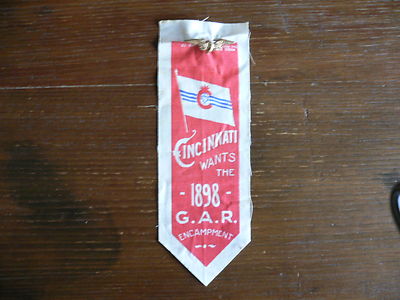 C
CINCINNATI
WANTS
THE
- 1898 -
G.A.R.
ENCAMPMENT